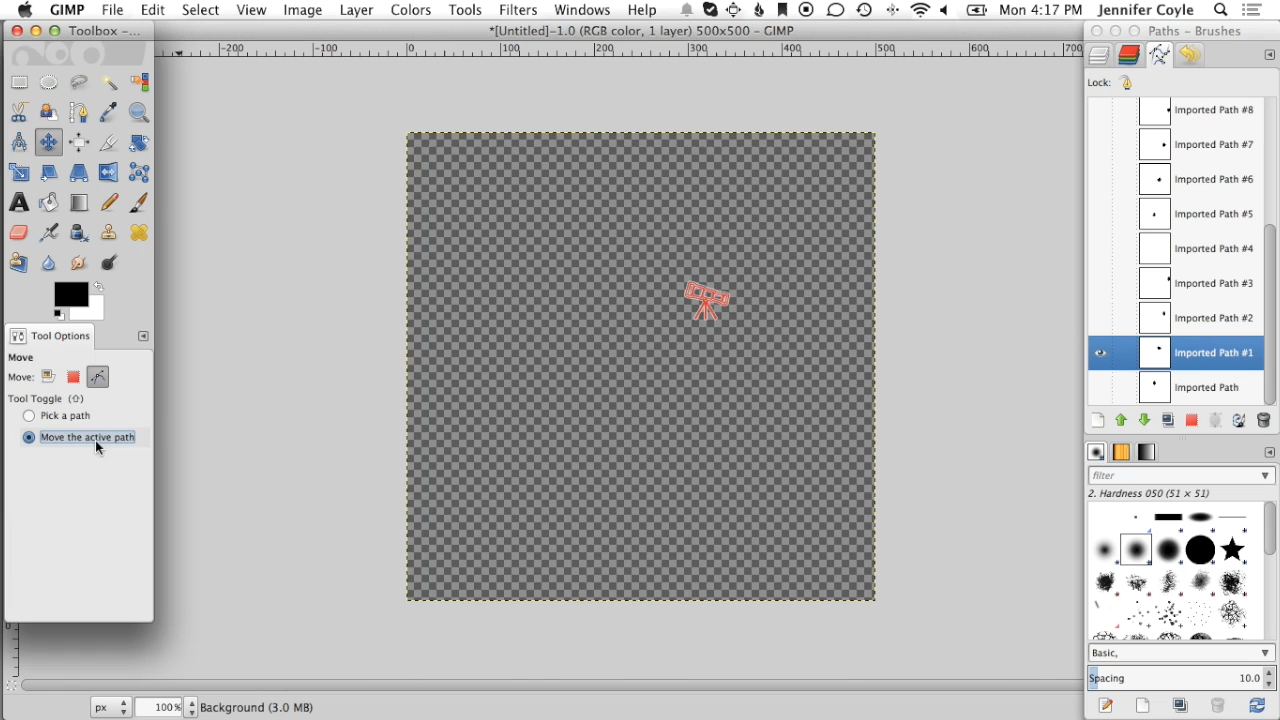 GIMP File Edit Select View Image Layer Colors Tools Filters Windows Help Mon 4:17 PM Jennifer Coyle
Toolbox -...
*[Untitled]-1.0 (RGB color, 1 layer) 500x500 - GIMP
Paths - Brushes
-200 -100 0 100 200 300 400 500 600 700
Lock:
Imported Path #8
Imported Path #7
Imported Path #6
Imported Path #5
Imported Path #4
Imported Path #3
Imported Path #2
Imported Path #1
Imported Path
Tool Options
Move
Move:
Tool Toggle (⇧)
Pick a path
Move the active path
filter
2. Hardness 050 (51 × 51)
Basic,
Spacing 10.0
px 100% Background (3.0 MB)